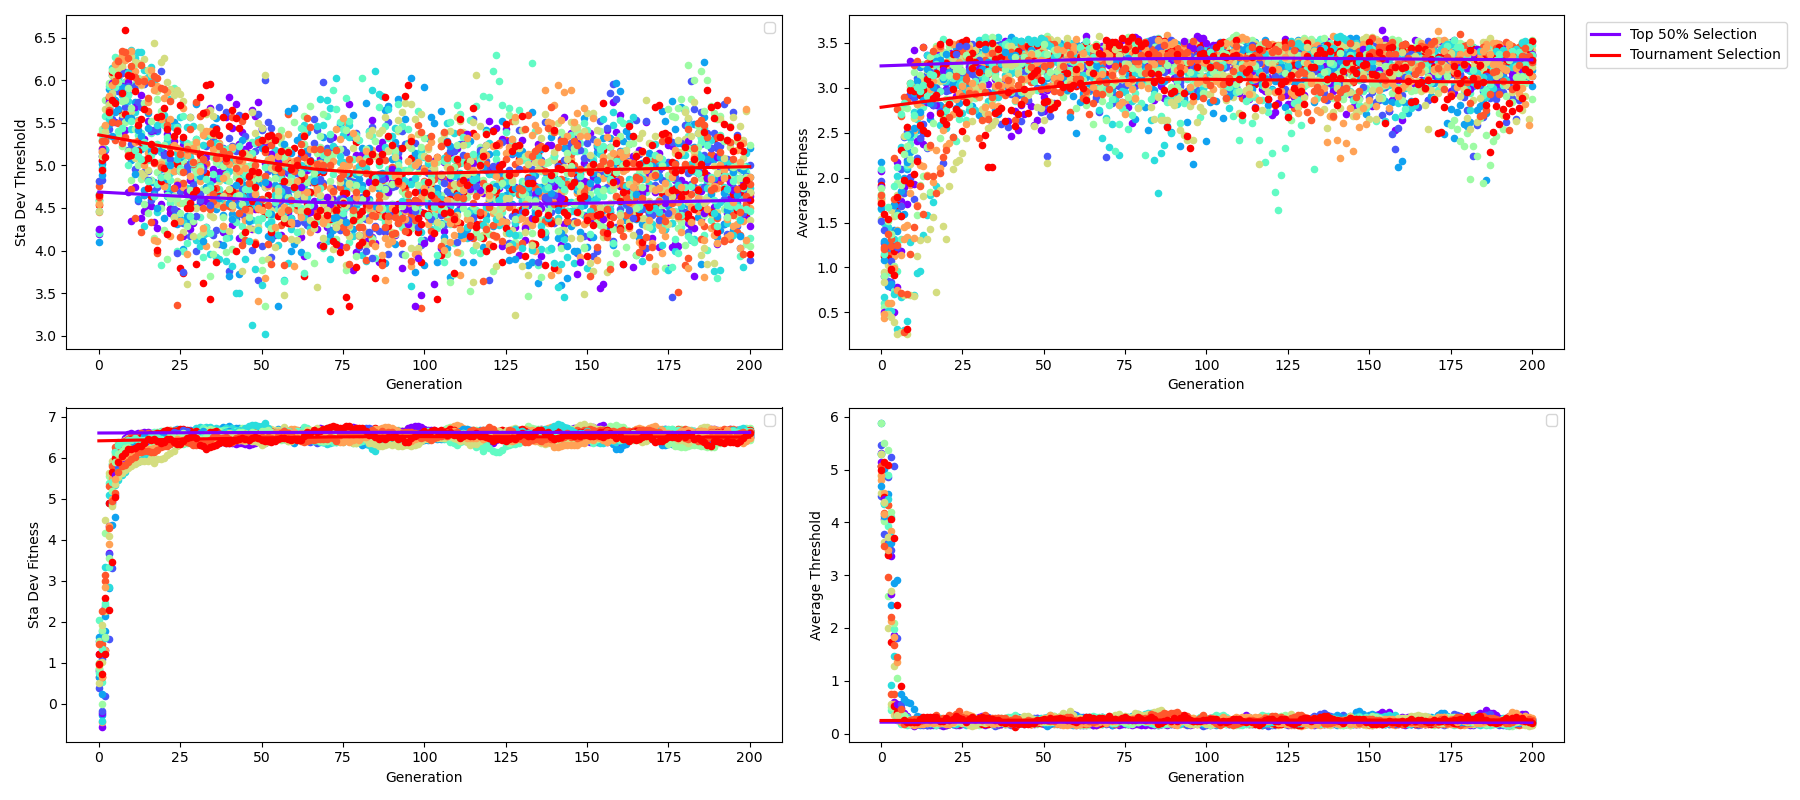 Sta Dev Threshold
6.5
6.0
5.5
5.0
4.5
4.0
3.5
3.0
0 25 50 75 100 125 150 175 200
Generation
Average Fitness
3.5
3.0
2.5
2.0
1.5
1.0
0.5
0 25 50 75 100 125 150 175 200
Generation
Top 50% Selection
Tournament Selection
Sta Dev Fitness
7
6
5
4
3
2
1
0
0 25 50 75 100 125 150 175 200
Generation
Average Threshold
6
5
4
3
2
1
0
0 25 50 75 100 125 150 175 200
Generation